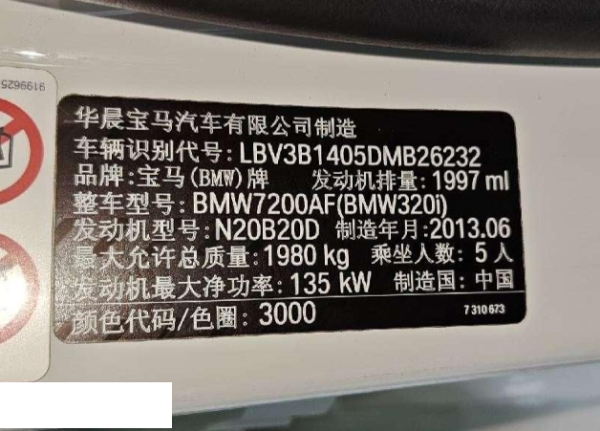 9199625
华晨宝马汽车有限公司制造
车辆识别代号:LBV3B1405DMB26232
品牌:宝马(BMW)牌 发动机排量:1997 ml
整车型号:BMW7200AF(BMW320i)
发动机型号:N20B20D 制造年月:2013.06
最大允许总质量:1980 kg 乘坐人数:5人
发动机最大净功率:135 kW 制造国:中国
颜色代码/色圈:3000
7 310 673